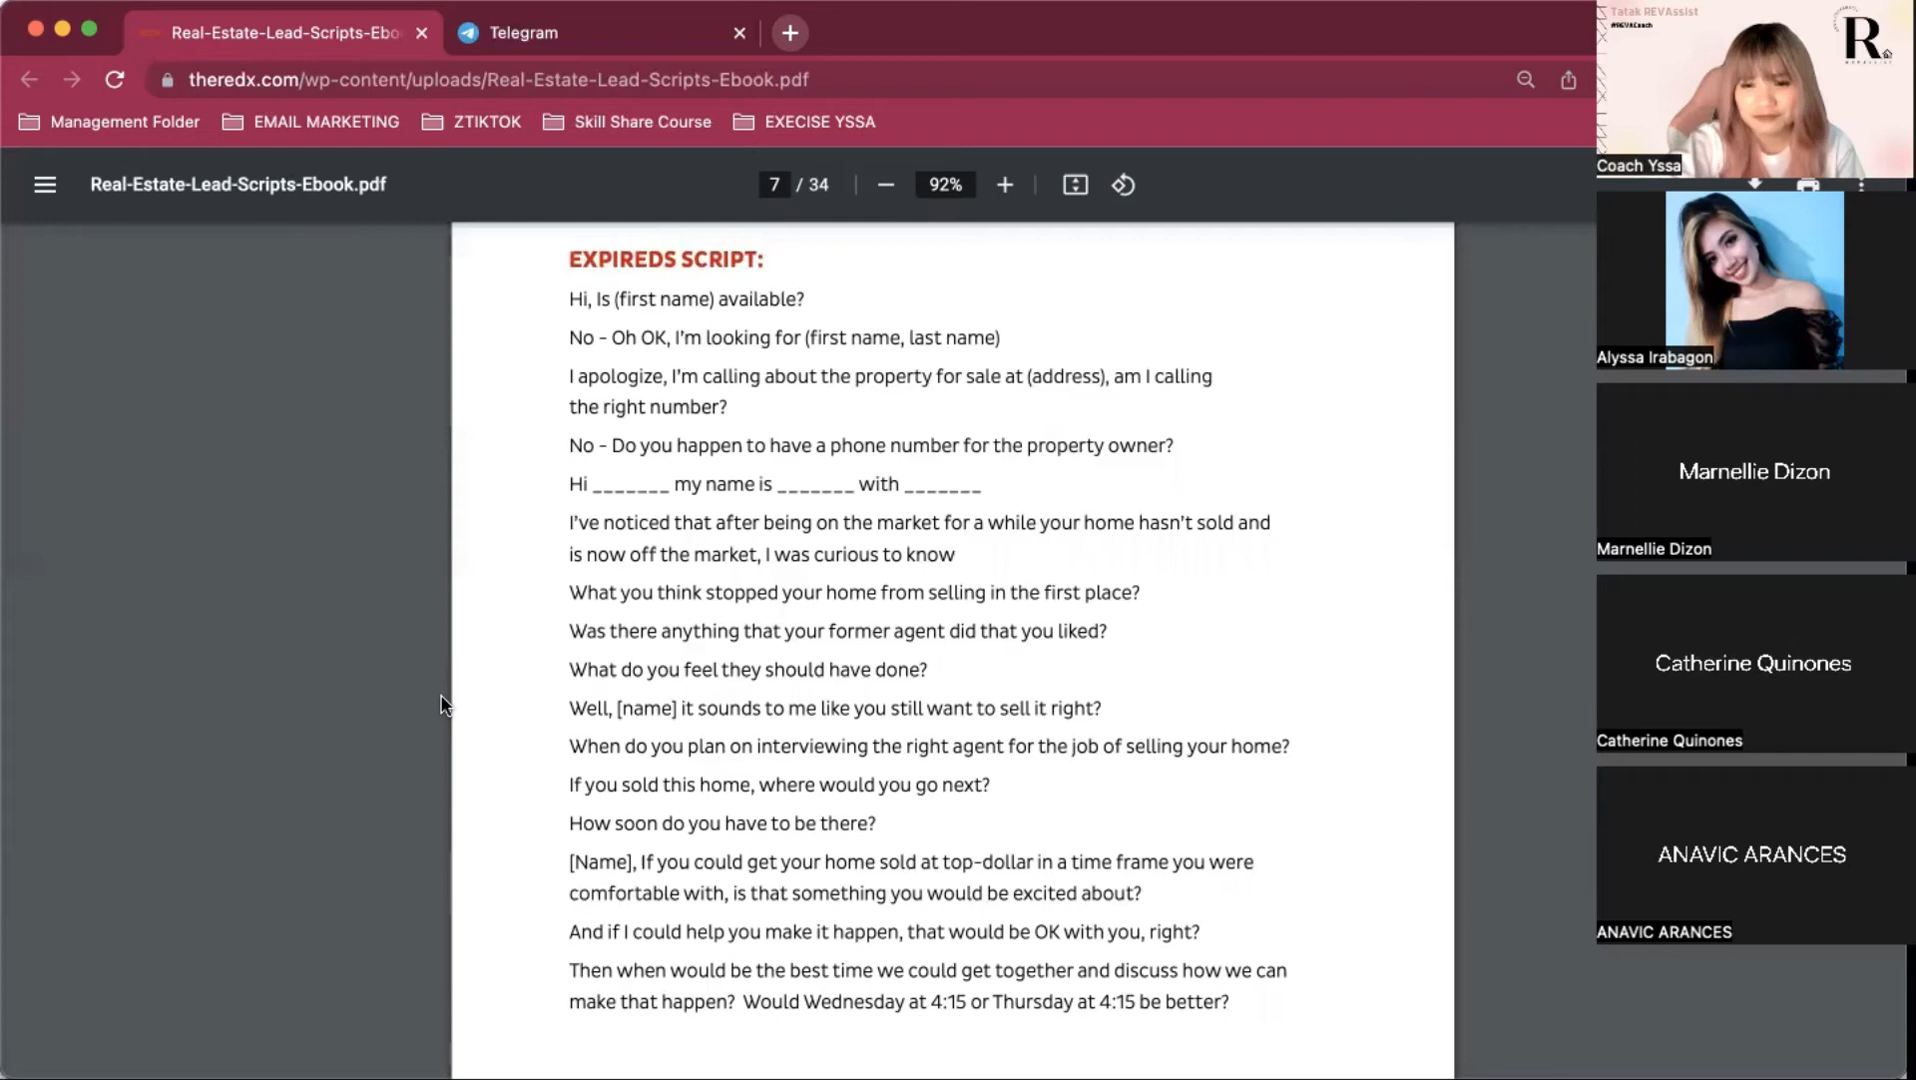 Real-Estate-Lead-Scripts-Ebo
Telegram
theredx.com/wp-content/uploads/Real-Estate-Lead-Scripts-Ebook.pdf
Management Folder
EMAIL MARKETING
ZTIKTOK
Skill Share Course
EXECISE YSSA
Real-Estate-Lead-Scripts-Ebook.pdf
7 / 34
92%
EXPIREDS SCRIPT:
Hi, Is (first name) available?
No - Oh OK, I'm looking for (first name, last name)
I apologize, I'm calling about the property for sale at (address), am I calling
the right number?
No - Do you happen to have a phone number for the property owner?
Hi _______ my name is _______ with _______
I've noticed that after being on the market for a while your home hasn't sold and
is now off the market, I was curious to know
What you think stopped your home from selling in the first place?
Was there anything that your former agent did that you liked?
What do you feel they should have done?
Well, [name] it sounds to me like you still want to sell it right?
When do you plan on interviewing the right agent for the job of selling your home?
If you sold this home, where would you go next?
How soon do you have to be there?
[Name], If you could get your home sold at top-dollar in a time frame you were
comfortable with, is that something you would be excited about?
And if I could help you make it happen, that would be OK with you, right?
Then when would be the best time we could get together and discuss how we can
make that happen? Would Wednesday at 4:15 or Thursday at 4:15 be better?
Tatak REVAssist
#REVACoach
R
Coach Yssa
Alyssa Irabagon
Marnellie Dizon
Marnellie Dizon
Catherine Quinones
Catherine Quinones
ANAVIC ARANCES
ANAVIC ARANCES